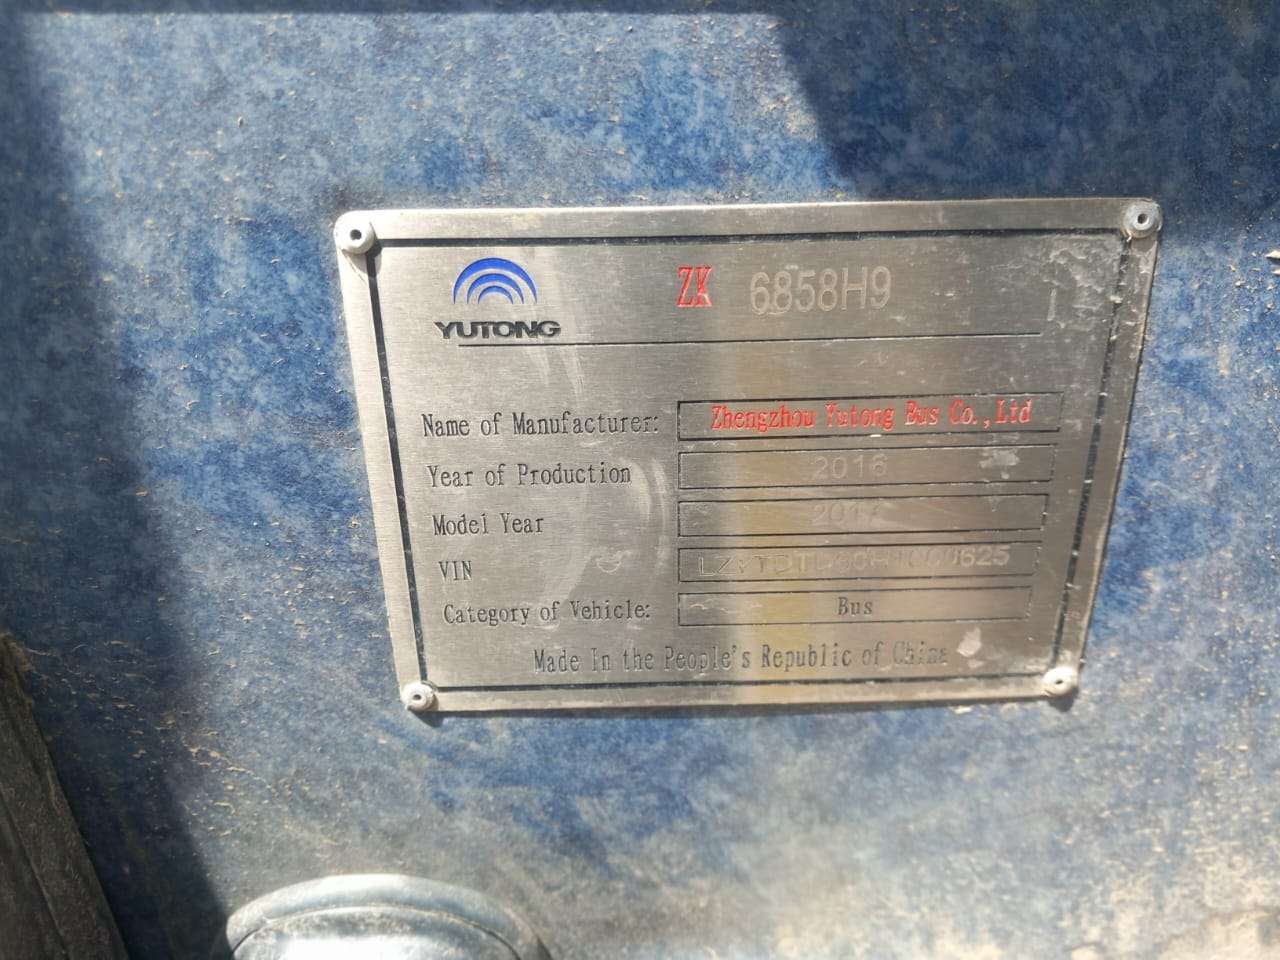 YUTONG
ZK 6858H9
Name of Manufacturer: Zhengzhou Yutong Bus Co.,Ltd
Year of Production 2016
Model Year
VIN
Category of Vehicle: Bus
Made In the People's Republic of China